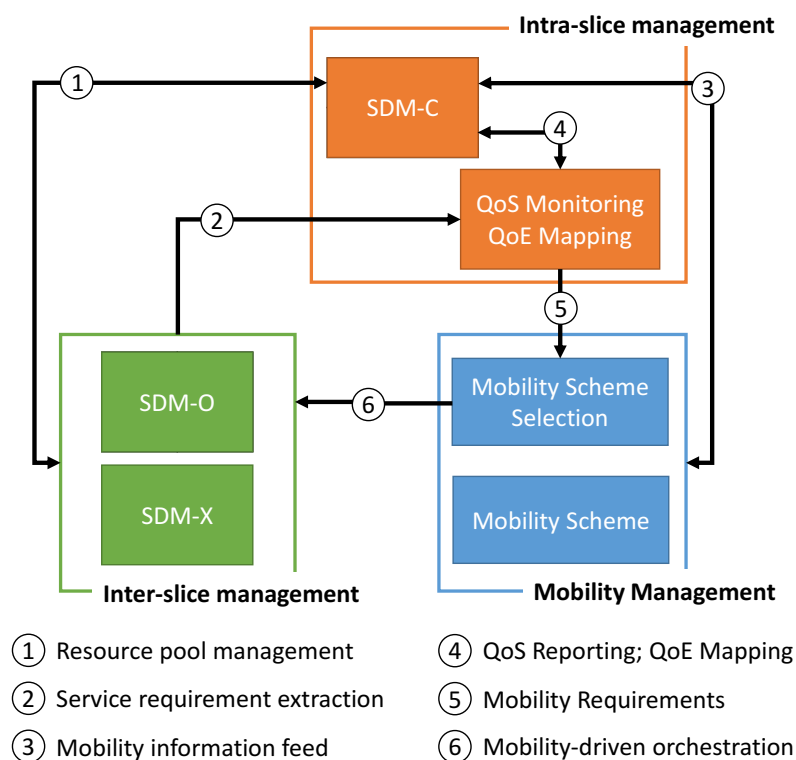 Intra-slice management
1
3
SDM-C
4
QoS Monitoring
QoE Mapping
2
5
SDM-O
Mobility Scheme
Selection
6
SDM-X
Mobility Scheme
Inter-slice management
Mobility Management
1 Resource pool management
2 Service requirement extraction
3 Mobility information feed
4 QoS Reporting; QoE Mapping
5 Mobility Requirements
6 Mobility-driven orchestration